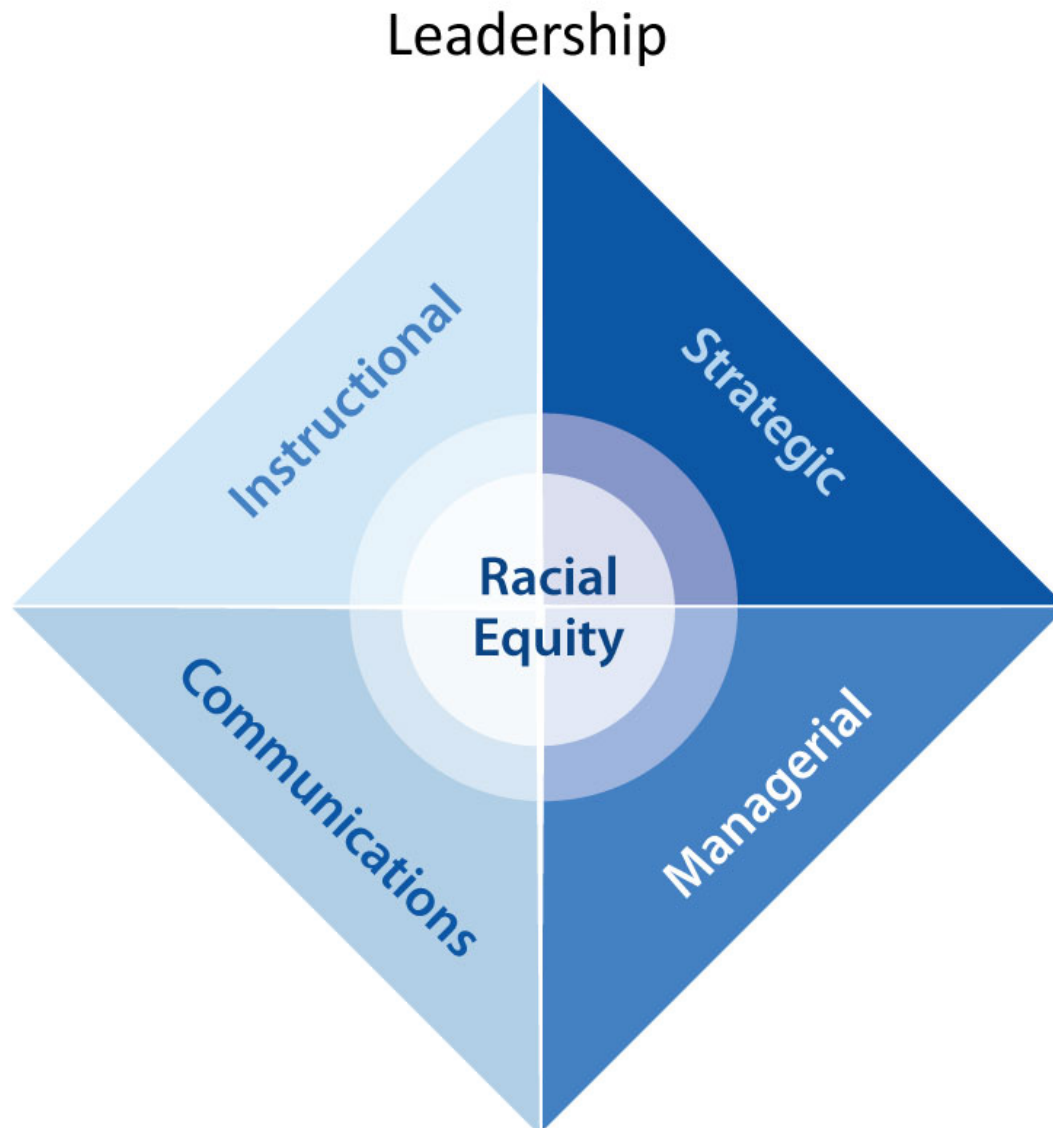 Leadership
Instructional
Strategic
Racial
Equity
Communications
Managerial